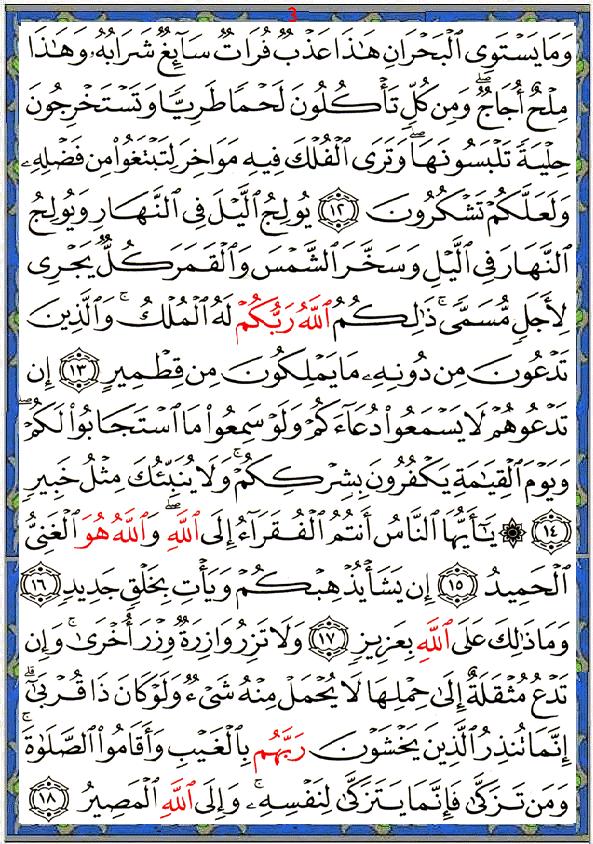 3
وَمَا يَسْتَوِى ٱلْبَحْرَانِ هَـٰذَا عَذْبٌ فُرَاتٌ سَآئِغٌ شَرَابُهُۥ وَهَـٰذَا
مِلْحٌ أُجَاجٌ ۖ وَمِن كُلٍّ تَأْكُلُونَ لَحْمًا طَرِيًّا وَتَسْتَخْرِجُونَ
حِلْيَةً تَلْبَسُونَهَا ۖ وَتَرَى ٱلْفُلْكَ فِيهِ مَوَاخِرَ لِتَبْتَغُوا۟ مِن فَضْلِهِۦ
وَلَعَلَّكُمْ تَشْكُرُونَ ١٢ يُولِجُ ٱلَّيْلَ فِى ٱلنَّهَارِ وَيُولِجُ
ٱلنَّهَارَ فِى ٱلَّيْلِ وَسَخَّرَ ٱلشَّمْسَ وَٱلْقَمَرَ كُلٌّ يَجْرِى
لِأَجَلٍ مُّسَمًّى ۚ ذَٰلِكُمُ ٱللَّهُ رَبُّكُمْ لَهُ ٱلْمُلْكُ ۚ وَٱلَّذِينَ
تَدْعُونَ مِن دُونِهِۦ مَا يَمْلِكُونَ مِن قِطْمِيرٍ ١٣ إِن
تَدْعُوهُمْ لَا يَسْمَعُوا۟ دُعَآءَكُمْ وَلَوْ سَمِعُوا۟ مَا ٱسْتَجَابُوا۟ لَكُمْ ۖ
وَيَوْمَ ٱلْقِيَـٰمَةِ يَكْفُرُونَ بِشِرْكِكُمْ ۚ وَلَا يُنَبِّئُكَ مِثْلُ خَبِيرٍ
١٤ ۞ يَـٰٓأَيُّهَا ٱلنَّاسُ أَنتُمُ ٱلْفُقَرَآءُ إِلَى ٱللَّهِ ۖ وَٱللَّهُ هُوَ ٱلْغَنِىُّ
ٱلْحَمِيدُ ١٥ إِن يَشَأْ يُذْهِبْكُمْ وَيَأْتِ بِخَلْقٍ جَدِيدٍ ١٦
وَمَا ذَٰلِكَ عَلَى ٱللَّهِ بِعَزِيزٍ ١٧ وَلَا تَزِرُ وَازِرَةٌ وِزْرَ أُخْرَىٰ ۚ وَإِن
تَدْعُ مُثْقَلَةٌ إِلَىٰ حِمْلِهَا لَا يُحْمَلْ مِنْهُ شَىْءٌ وَلَوْ كَانَ ذَا قُرْبَىٰٓ ۗ
إِنَّمَا تُنذِرُ ٱلَّذِينَ يَخْشَوْنَ رَبَّهُم بِٱلْغَيْبِ وَأَقَامُوا۟ ٱلصَّلَوٰةَ ۚ
وَمَن تَزَكَّىٰ فَإِنَّمَا يَتَزَكَّىٰ لِنَفْسِهِۦ ۚ وَإِلَى ٱللَّهِ ٱلْمَصِيرُ ١٨